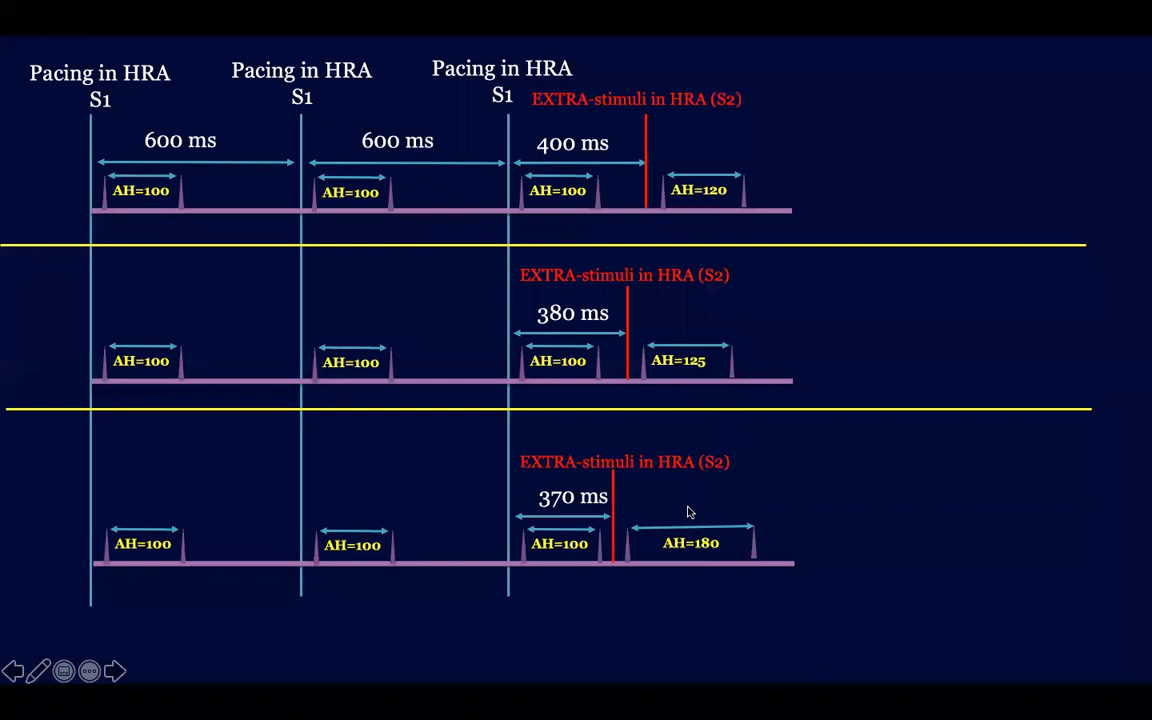 Pacing in HRA
S1
Pacing in HRA
S1
Pacing in HRA
S1
EXTRA-stimuli in HRA (S2)
600 ms
600 ms
400 ms
AH=100
AH=100
AH=100
AH=120
EXTRA-stimuli in HRA (S2)
380 ms
AH=100
AH=100
AH=100
AH=125
EXTRA-stimuli in HRA (S2)
370 ms
AH=100
AH=100
AH=100
AH=180